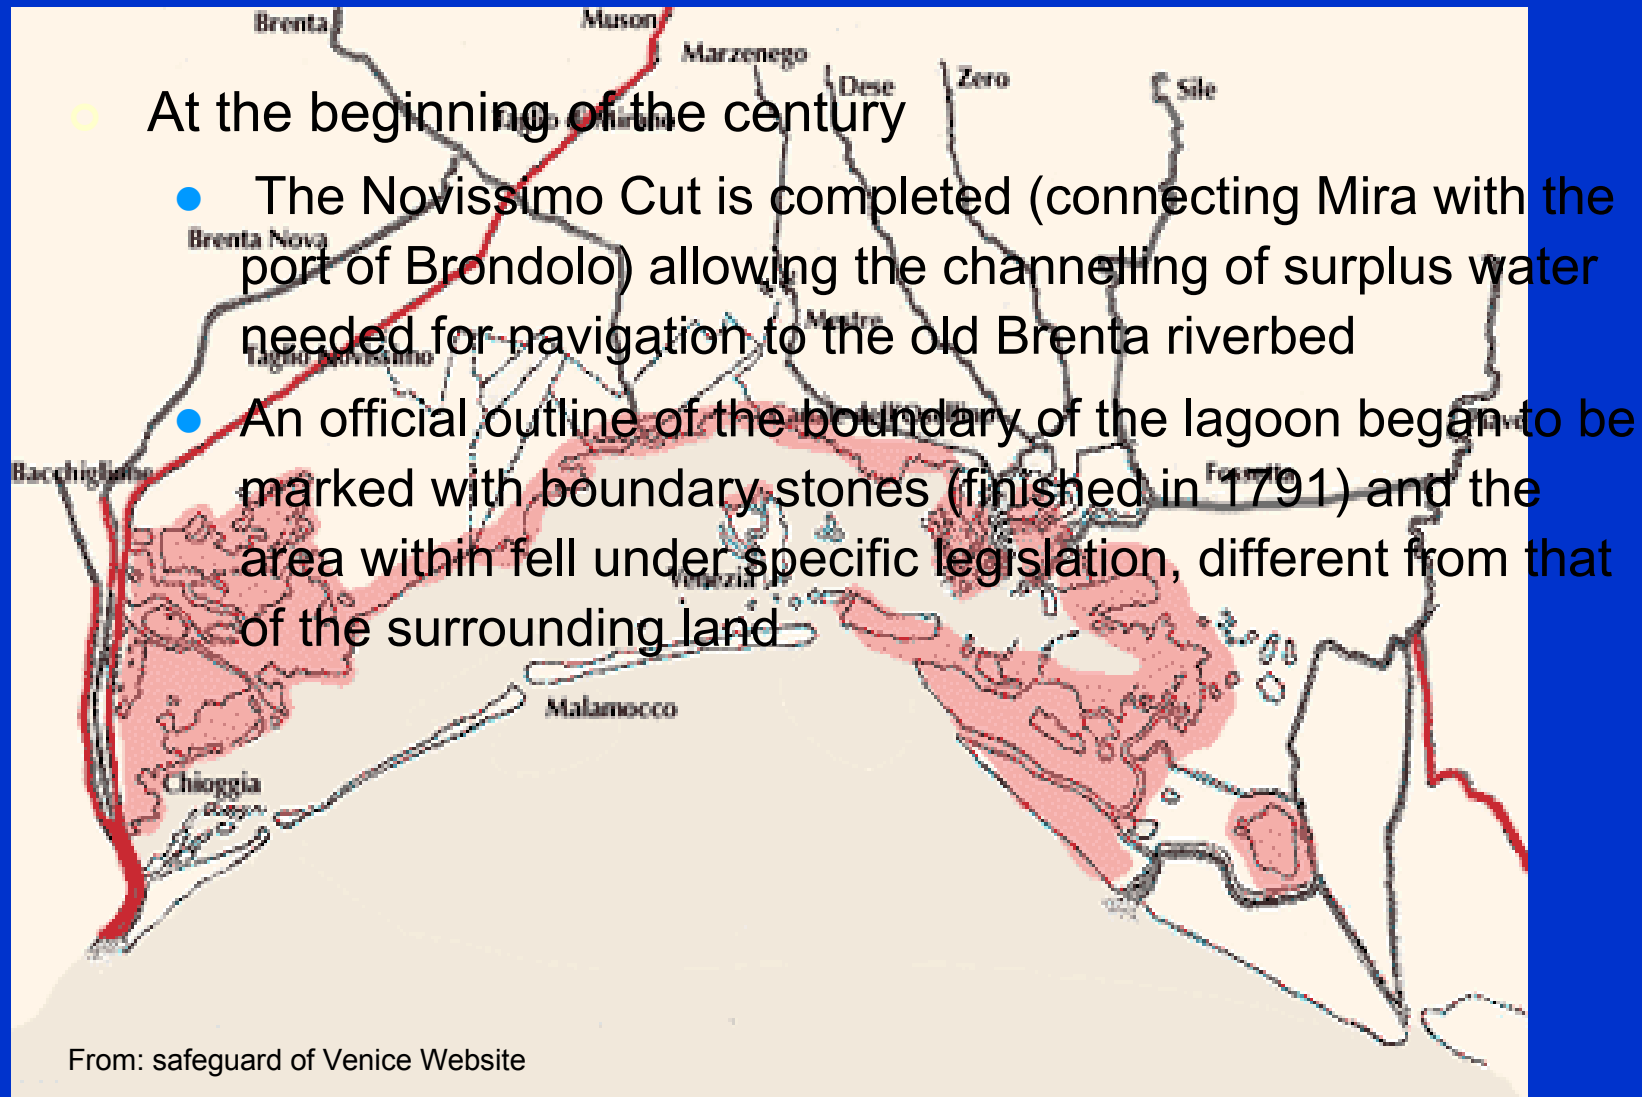 Brenta
Muson
Marzenego
Dese
Zero
Sile
At the beginning of the century
The Novissimo Cut is completed (connecting Mira with the
Brenta Nova
port of Brondolo) allowing the channelling of surplus water
Mestre
needed for navigation to the old Brenta riverbed
Taglio Novissimo
An official outline of the boundary of the lagoon began to be
Bacchiglione
marked with boundary stones (finished in 1791) and the
area within fell under specific legislation, different from that
Venezia
of the surrounding land
Malamocco
Chioggia
From: safeguard of Venice Website